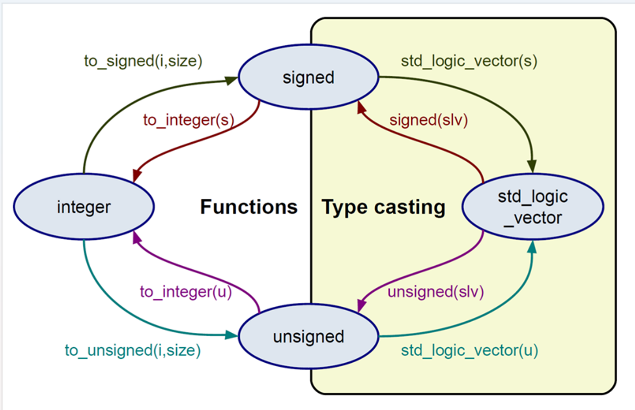 to_signed(i,size)
std_logic_vector(s)
signed
to_integer(s)
signed(slv)
integer
Functions
Type casting
std_logic
_vector
to_integer(u)
unsigned(slv)
unsigned
to_unsigned(i,size)
std_logic_vector(u)